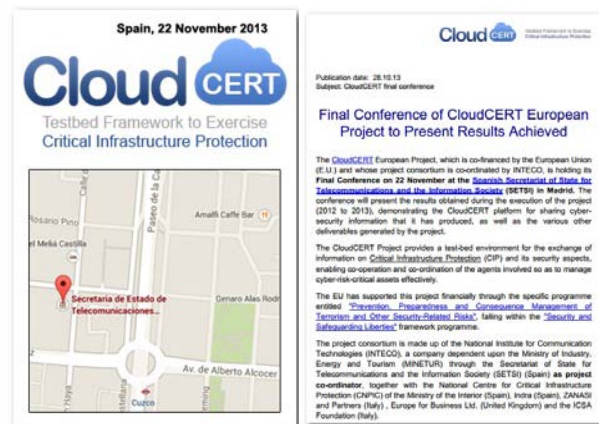 Spain, 22 November 2013
Cloud CERT
Testbed Framework to Exercise
Critical Infrastructure Protection
Rosario Pino
Paseo de la Ca
Amalfi Caffe Bar
el Meliá Castilla
Secretaria de Estado de
Telecomunicaciones...
Genaro Alas Rodr
Av. de Alberto Alcocer
Cuzco
Haya
Cloud CERT
Testbed Framework to Exercise
Critical Infrastructure Protection
Publication date: 28.10.13
Subject: CloudCERT final conference
Final Conference of CloudCERT European
Project to Present Results Achieved
The CloudCERT European Project, which is co-financed by the European Union
(E.U.) and whose project consortium is co-ordinated by INTECO, is holding its
Final Conference on 22 November at the Spanish Secretariat of State for
Telecommunications and the Information Society (SETSI) in Madrid. The
conference will present the results obtained during the execution of the project
(2012 to 2013), demonstrating the CloudCERT platform for sharing cyber-
security information that it has produced, as well as the various other
deliverables generated by the project.
The CloudCERT Project provides a test-bed environment for the exchange of
information on Critical Infrastructure Protection (CIP) and its security aspects,
enabling co-operation and co-ordination of the agents involved so as to manage
cyber-risk-critical assets effectively.
The EU has supported this project financially through the specific programme
entitled "Prevention, Preparedness and Consequence Management of
Terrorism and Other Security-Related Risks", falling within the "Security and
Safeguarding Liberties" framework programme.
The project consortium is made up of the National Institute for Communication
Technologies (INTECO), a company dependent upon the Ministry of Industry,
Energy and Tourism (MINETUR) through the Secretariat of State for
Telecommunications and the Information Society (SETSI) (Spain) as project
co-ordinator, together with the National Centre for Critical Infrastructure
Protection (CNPIC) of the Ministry of the Interior (Spain), Indra (Spain), ZANASI
and Partners (Italy) , Europe for Business Ltd. (United Kingdom) and the ICSA
Foundation (Italy).